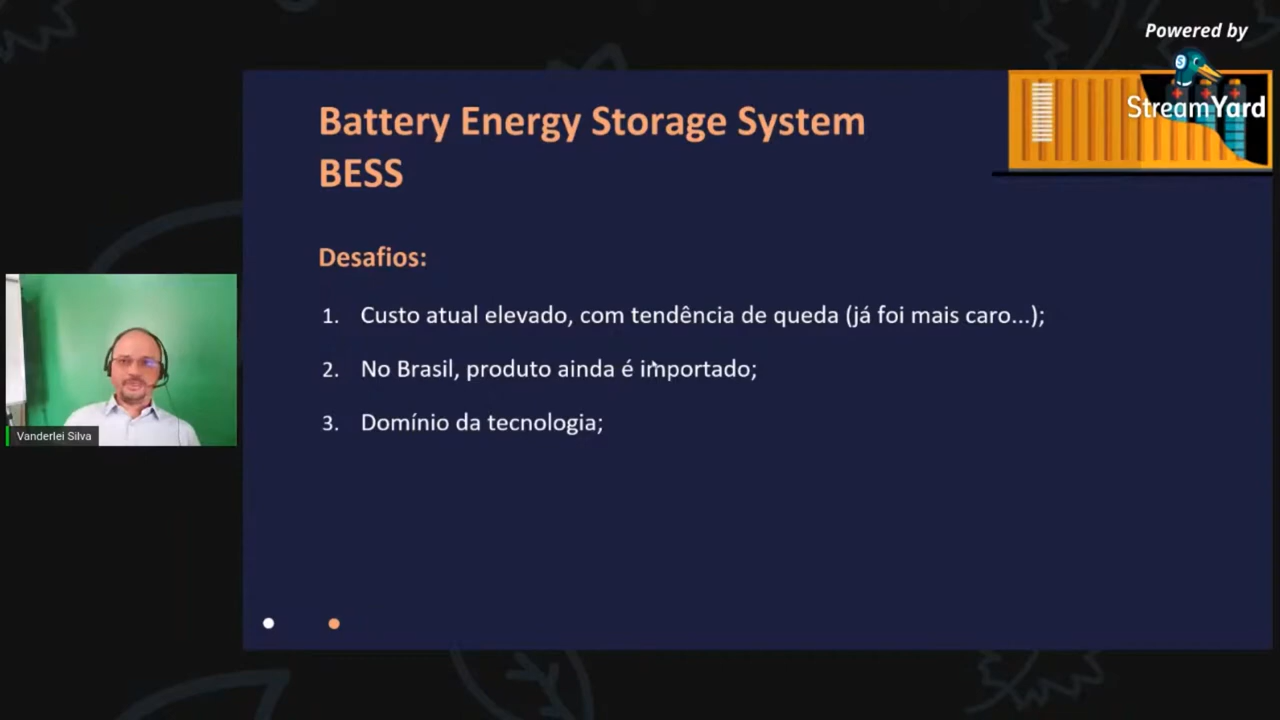 Powered by
StreamYard
Battery Energy Storage System
BESS
Desafios:
1. Custo atual elevado, com tendência de queda (já foi mais caro...);
2. No Brasil, produto ainda é importado;
3. Domínio da tecnologia;
Vanderlei Silva